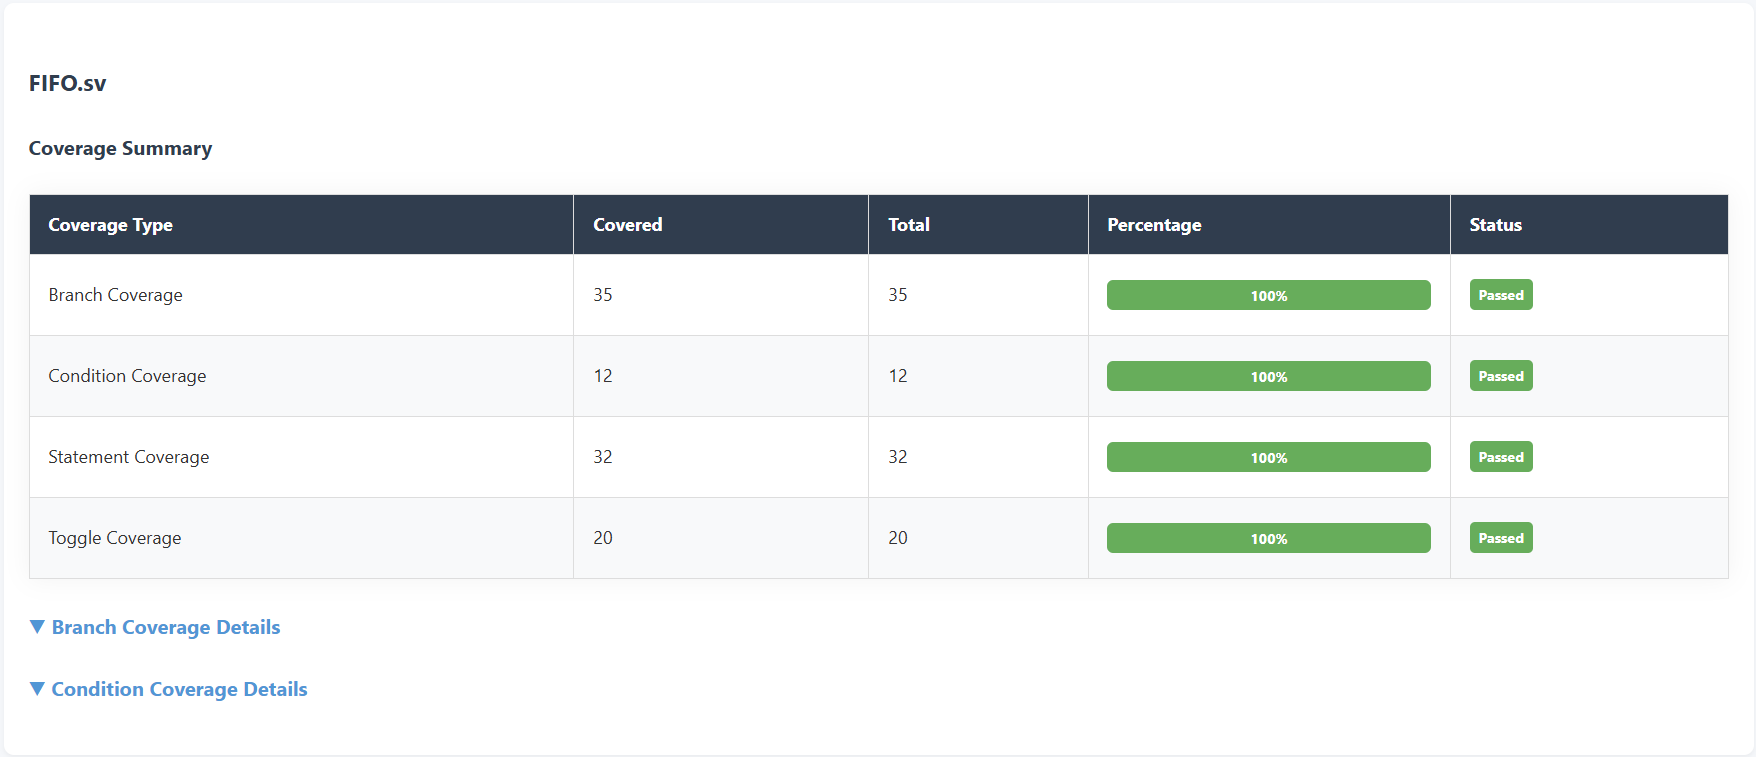 FIFO.sv
Coverage Summary
Coverage Type Covered Total Percentage Status
Branch Coverage 35 35 100% Passed
Condition Coverage 12 12 100% Passed
Statement Coverage 32 32 100% Passed
Toggle Coverage 20 20 100% Passed
▼ Branch Coverage Details
▼ Condition Coverage Details